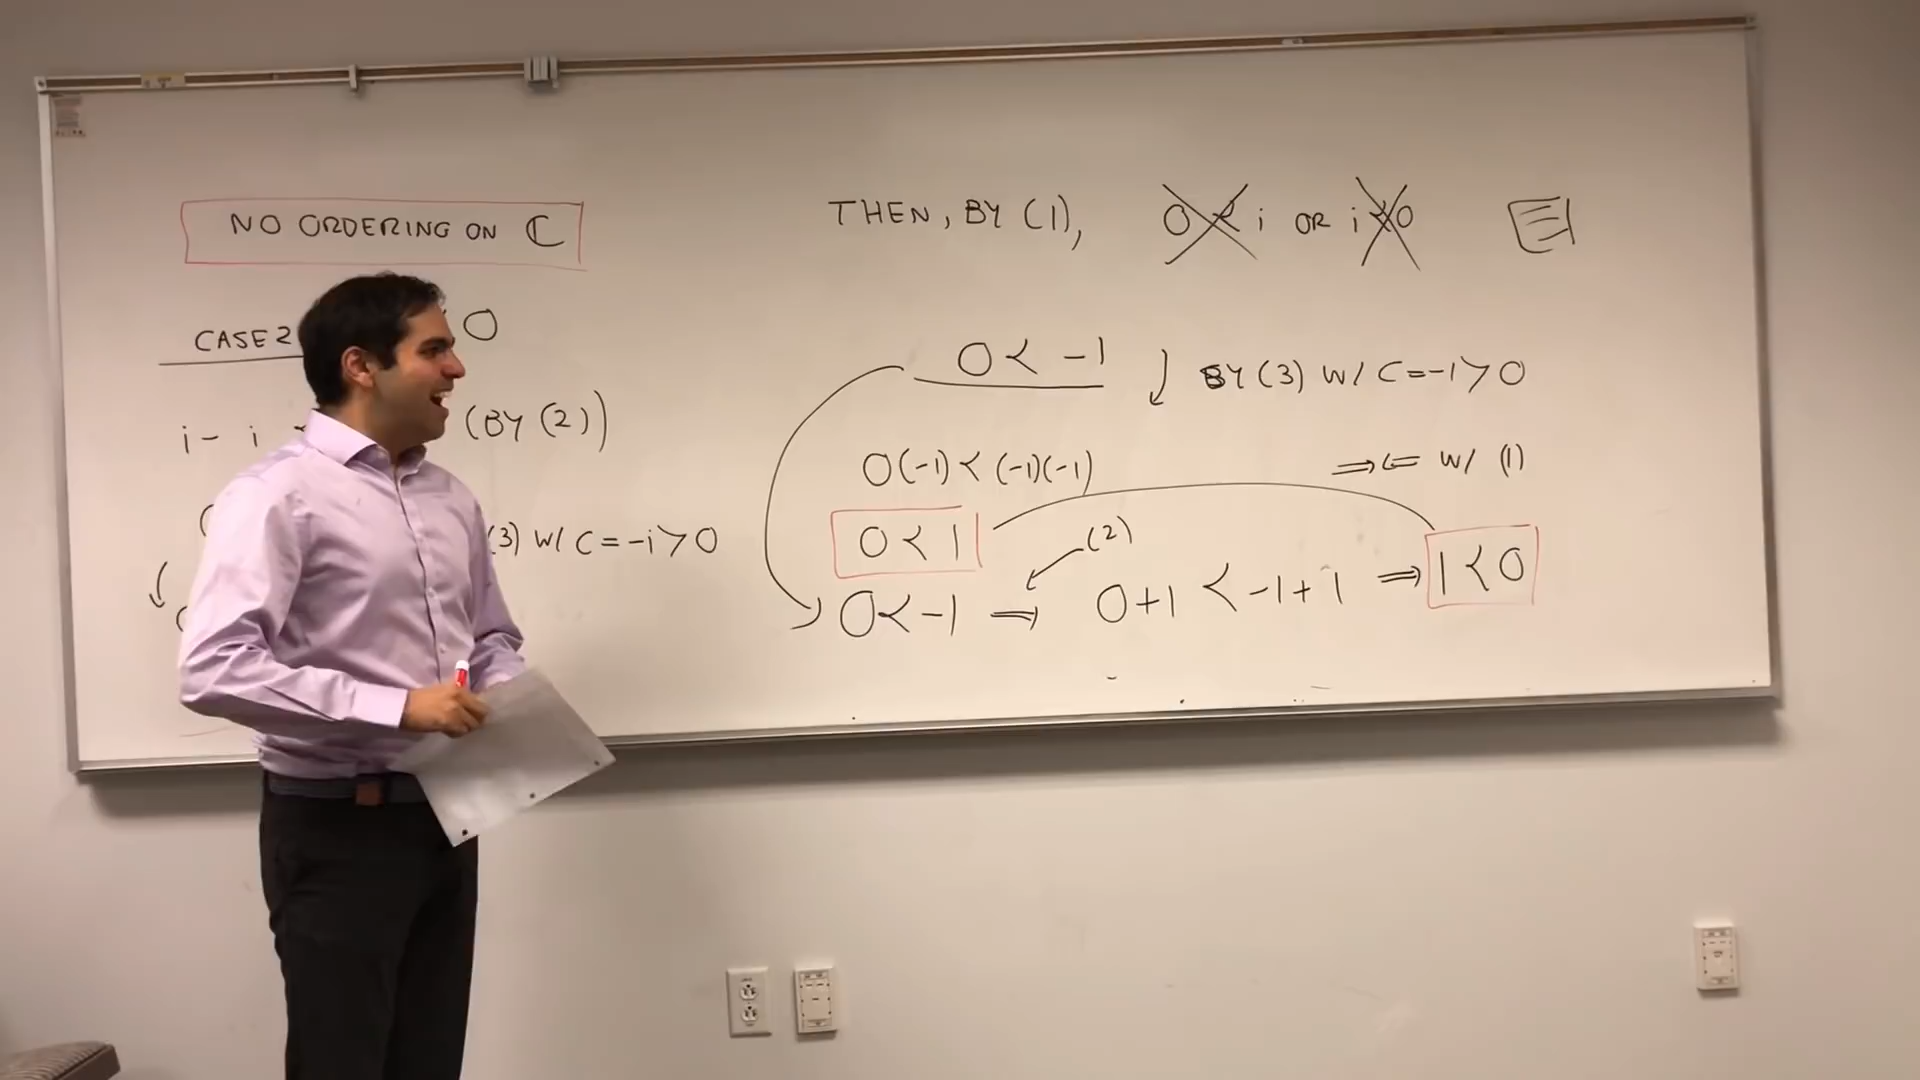 NO ORDERING ON ℂ
CASE 2 0
i - i (BY (2))
(3) W/ C = -i > 0
THEN, BY (1), 0 < i OR i < 0
0 < -1 BY (3) W/ C = -1 > 0
0(-1) < (-1)(-1) ⇒⇐ W/ (1)
0 < 1 (2)
0 < -1 ⇒ 0+1 < -1+1 ⇒ 1 < 0